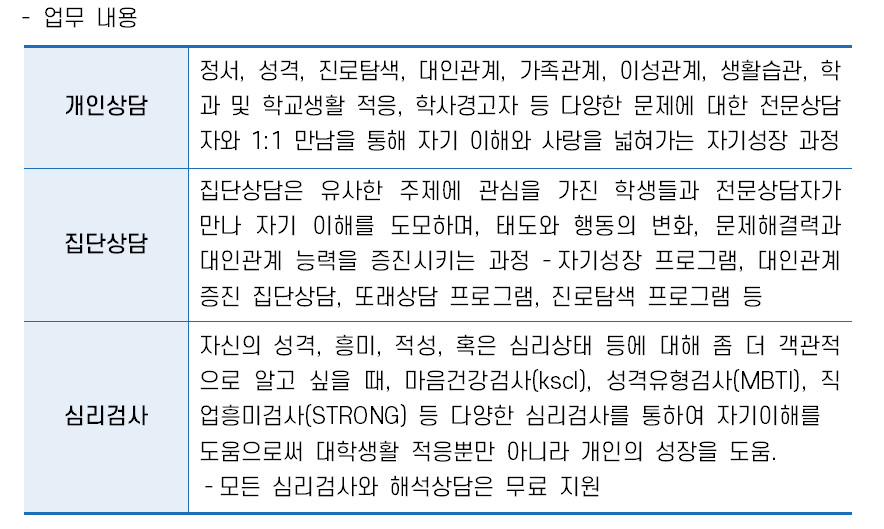 - 업무 내용
개인상담
정서, 성격, 진로탐색, 대인관계, 가족관계, 이성관계, 생활습관, 학
과 및 학교생활 적응, 학사경고자 등 다양한 문제에 대한 전문상담
자와 1:1 만남을 통해 자기 이해와 사랑을 넓혀가는 자기성장 과정
집단상담
집단상담은 유사한 주제에 관심을 가진 학생들과 전문상담자가
만나 자기 이해를 도모하며, 태도와 행동의 변화, 문제해결력과
대인관계 능력을 증진시키는 과정 - 자기성장 프로그램, 대인관계
증진 집단상담, 또래상담 프로그램, 진로탐색 프로그램 등
심리검사
자신의 성격, 흥미, 적성, 혹은 심리상태 등에 대해 좀 더 객관적
으로 알고 싶을 때, 마음건강검사(kscl), 성격유형검사(MBTI), 직
업흥미검사(STRONG) 등 다양한 심리검사를 통하여 자기이해를
도움으로써 대학생활 적응뿐만 아니라 개인의 성장을 도움.
- 모든 심리검사와 해석상담은 무료 지원